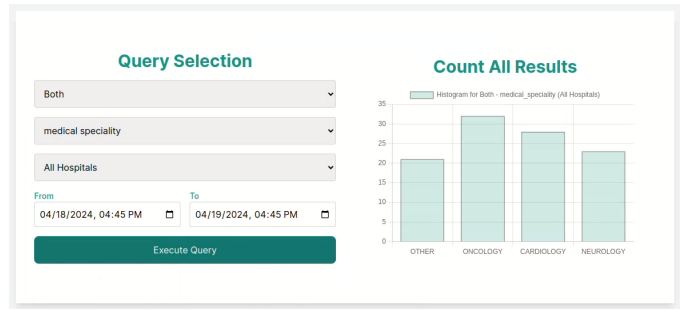 Query Selection
Both
medical speciality
All Hospitals
From
To
04/18/2024, 04:45 PM
04/19/2024, 04:45 PM
Execute Query
Count All Results
Histogram for Both - medical_speciality (All Hospitals)
35
30
25
20
15
10
5
0
OTHER
ONCOLOGY
CARDIOLOGY
NEUROLOGY